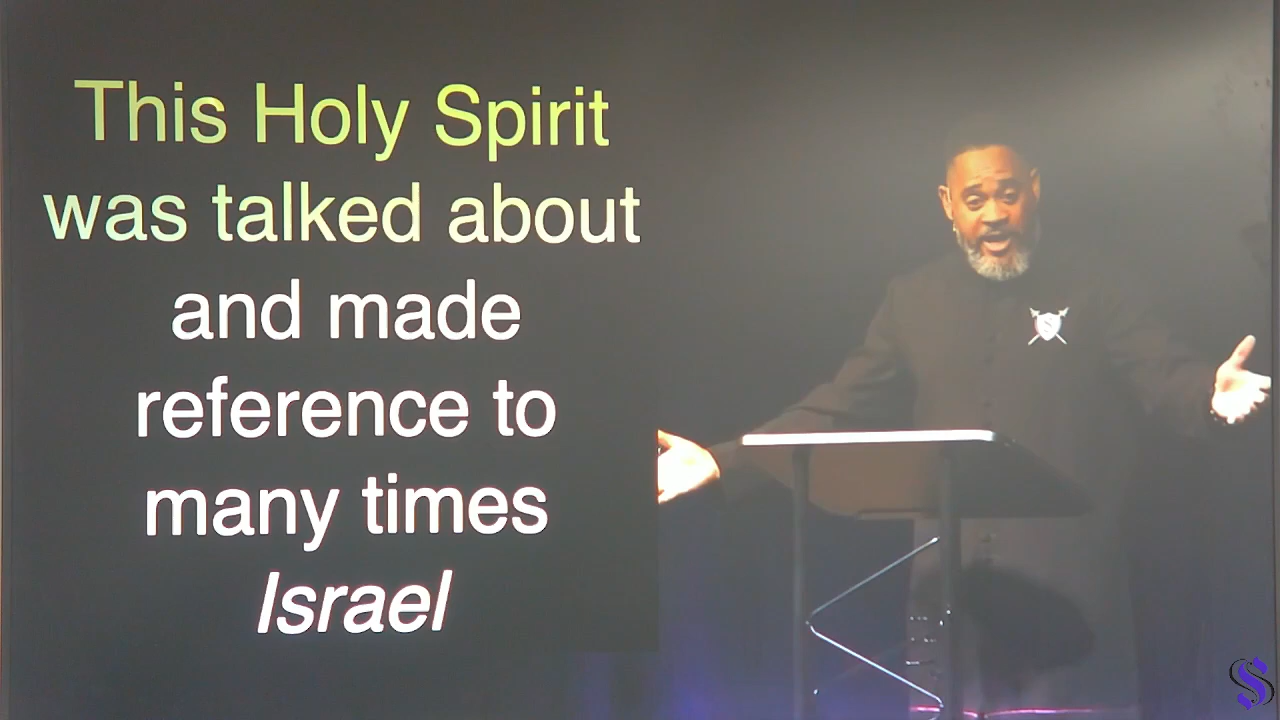 This Holy Spirit
was talked about
and made
reference to
many times
Israel
S
S